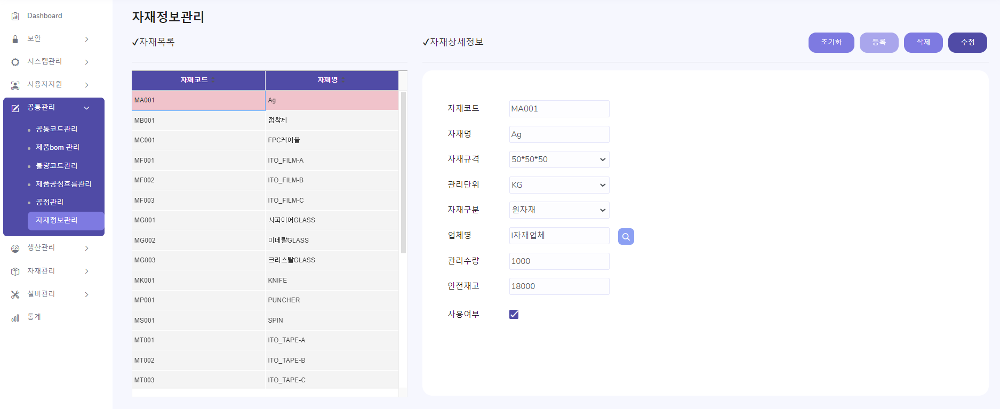 Dashboard
보안
시스템관리
사용자지원
공통관리
공통코드관리
제품bom 관리
불량코드관리
제품공정흐름관리
공정관리
자재정보관리
생산관리
자재관리
설비관리
통계
자재정보관리
✓자재목록
자재코드 자재명
MA001 Ag
MB001 접착제
MC001 FPC케이블
MF001 ITO_FILM-A
MF002 ITO_FILM-B
MF003 ITO_FILM-C
MG001 사파이어GLASS
MG002 미네랄GLASS
MG003 크리스탈GLASS
MK001 KNIFE
MP001 PUNCHER
MS001 SPIN
MT001 ITO_TAPE-A
MT002 ITO_TAPE-B
MT003 ITO_TAPE-C
✓자재상세정보
초기화 등록 삭제 수정
자재코드 MA001
자재명 Ag
자재규격 50*50*50
관리단위 KG
자재구분 원자재
업체명 I자재업체
관리수량 1000
안전재고 18000
사용여부